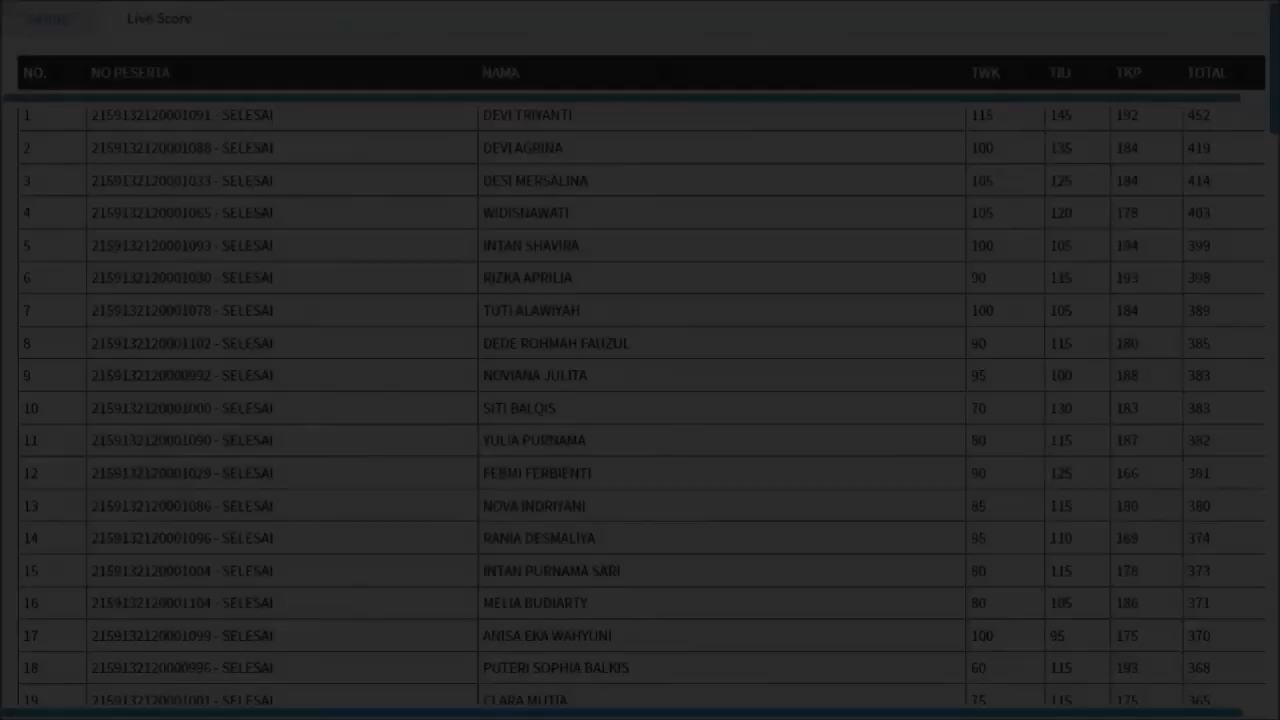 Live Score
NO. NO PESERTA NAMA TWK TIU TKP TOTAL
1 2159132120001091 - SELESAI DEVI TRIYANTI 115 145 192 452
2 2159132120001088 - SELESAI DEVI AGRINA 100 135 184 419
3 2159132120001033 - SELESAI DESI MERSALINA 105 125 184 414
4 2159132120001065 - SELESAI WIDISNAWATI 105 120 178 403
5 2159132120001093 - SELESAI INTAN SHAVIRA 100 105 194 399
6 2159132120001030 - SELESAI RIZKA APRILIA 90 115 193 398
7 2159132120001078 - SELESAI TUTI ALAWIYAH 100 105 184 389
8 2159132120001102 - SELESAI DEDE ROHMAH FAUZUL 90 115 180 385
9 2159132120000992 - SELESAI NOVIANA JULITA 95 100 188 383
10 2159132120001000 - SELESAI SITI BALQIS 70 130 183 383
11 2159132120001090 - SELESAI YULIA PURNAMA 80 115 187 382
12 2159132120001029 - SELESAI FEBMI FERBIENTI 90 125 166 381
13 2159132120001086 - SELESAI NOVA INDRIYANI 85 115 180 380
14 2159132120001096 - SELESAI RANIA DESMALIYA 95 110 169 374
15 2159132120001004 - SELESAI INTAN PURNAMA SARI 80 115 178 373
16 2159132120001104 - SELESAI MELIA BUDIARTY 80 105 186 371
17 2159132120001099 - SELESAI ANISA EKA WAHYUNI 100 95 175 370
18 2159132120000996 - SELESAI PUTERI SOPHIA BALKIS 60 115 193 368
19 2159132120001001 - SELESAI CLARA MUTIA 75 115 175 365